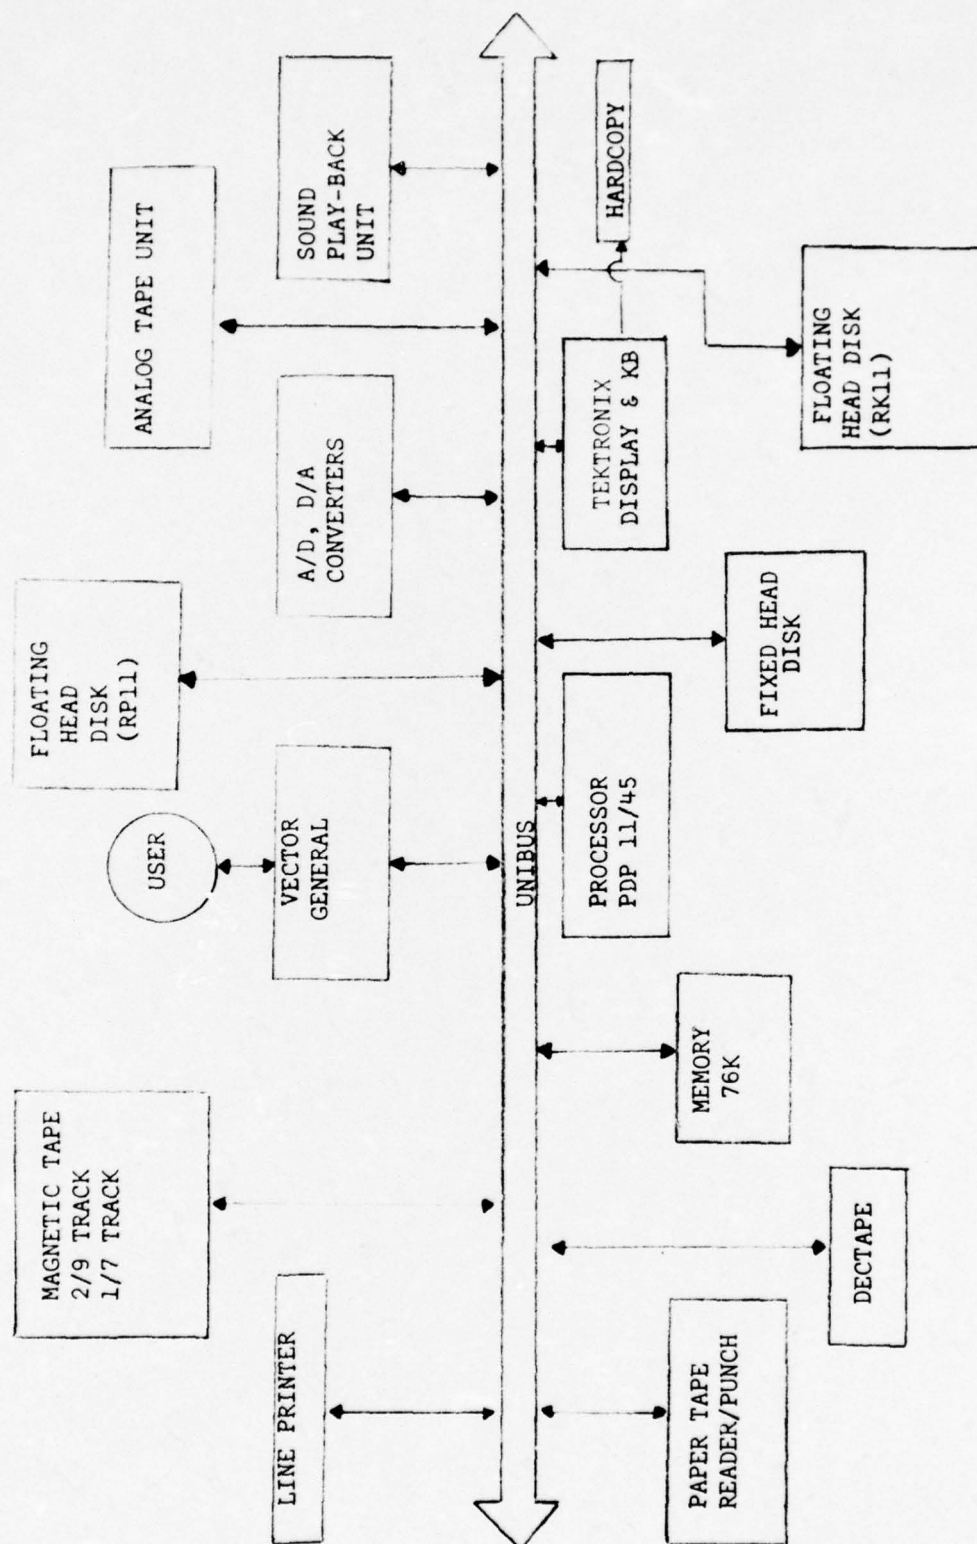 LINE PRINTER
MAGNETIC TAPE
2/9 TRACK
1/7 TRACK
USER
VECTOR
GENERAL
FLOATING
HEAD
DISK
(RP11)
A/D, D/A
CONVERTERS
ANALOG TAPE UNIT
SOUND
PLAY-BACK
UNIT
UNIBUS
PAPER TAPE
READER/PUNCH
DECTAPE
MEMORY
76K
PROCESSOR
PDP 11/45
FIXED HEAD
DISK
TEKTRONIX
DISPLAY & KB
HARDCOPY
FLOATING
HEAD DISK
(RK11)